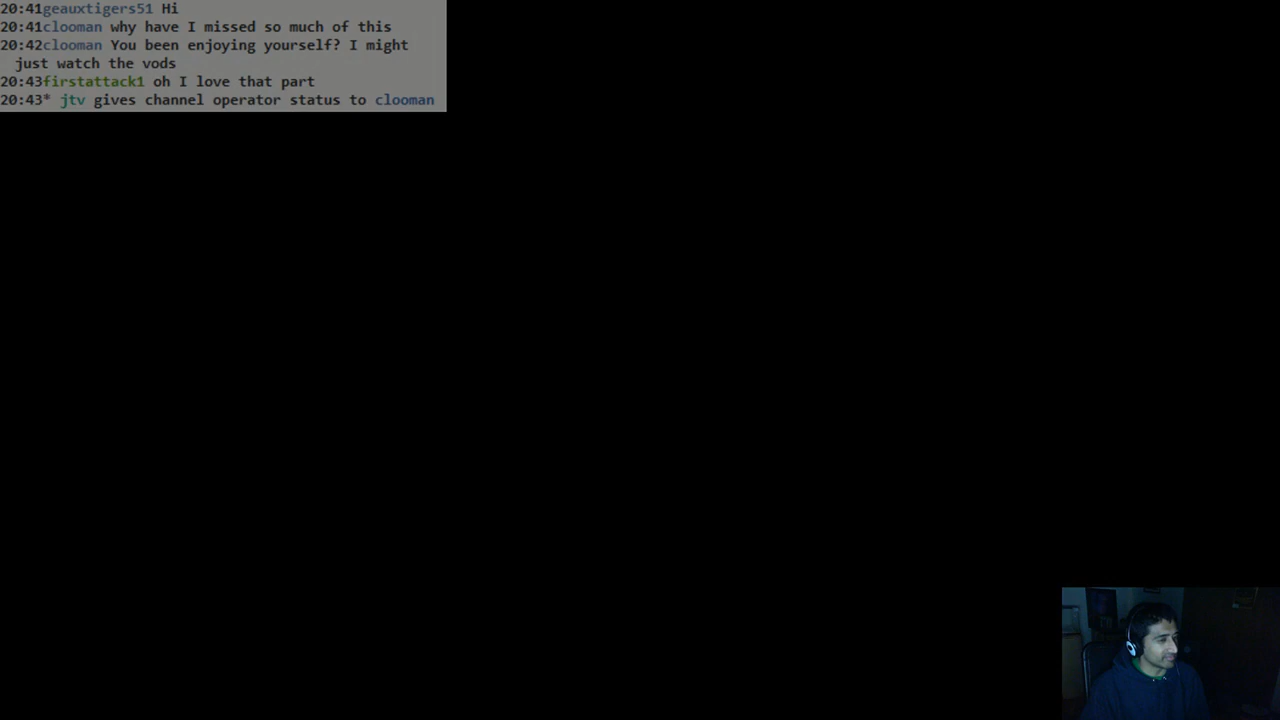 20:41geauxtigers51 Hi
20:41clooman why have I missed so much of this
20:42clooman You been enjoying yourself? I might
just watch the vods
20:43firstattack1 oh I love that part
20:43* jtv gives channel operator status to clooman